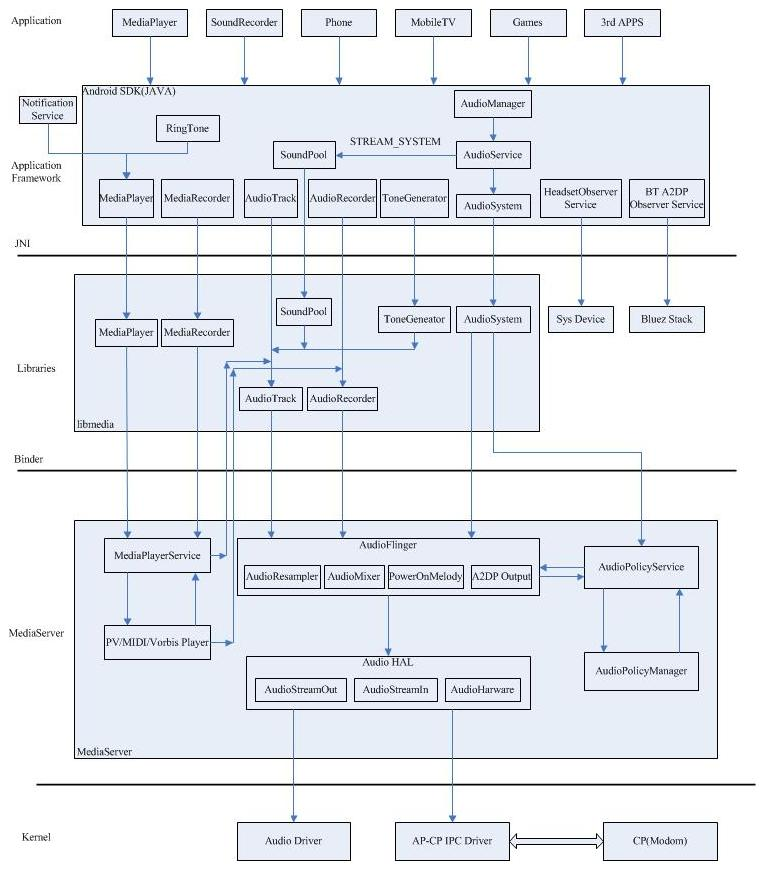 Application
MediaPlayer
SoundRecorder
Phone
MobileTV
Games
3rd APPS
Android SDK(JAVA)
Notification
Service
AudioManager
RingTone
STREAM_SYSTEM
SoundPool
AudioService
Application
Framework
MediaPlayer
MediaRecorder
AudioTrack
AudioRecorder
ToneGenerator
AudioSystem
HeadsetObserver
Service
BT A2DP
Observer Service
JNI
SoundPool
MediaPlayer
MediaRecorder
ToneGeneator
AudioSystem
Sys Device
Bluez Stack
Libraries
AudioTrack
AudioRecorder
libmedia
Binder
AudioFlinger
MediaPlayerService
AudioResampler
AudioMixer
PowerOnMelody
A2DP Output
AudioPolicyService
MediaServer
PV/MIDI/Vorbis Player
Audio HAL
AudioStreamOut
AudioStreamIn
AudioHarware
AudioPolicyManager
MediaServer
Kernel
Audio Driver
AP-CP IPC Driver
CP(Modom)